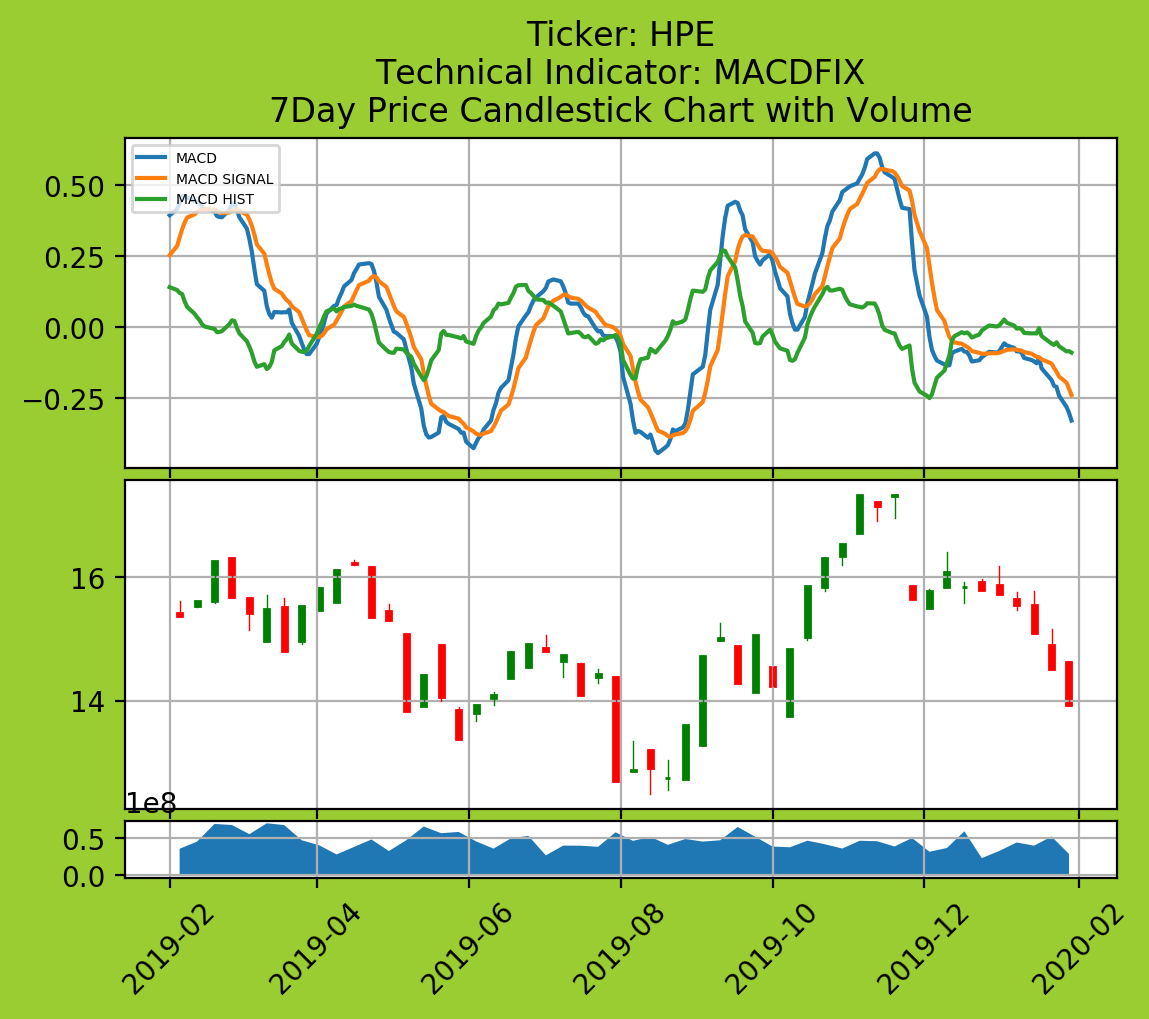 Ticker: HPE
Technical Indicator: MACDFIX
7Day Price Candlestick Chart with Volume
MACD
MACD SIGNAL
MACD HIST
0.50
0.25
0.00
−0.25
16
14
1e8
0.5
0.0
2019-02
2019-04
2019-06
2019-08
2019-10
2019-12
2020-02